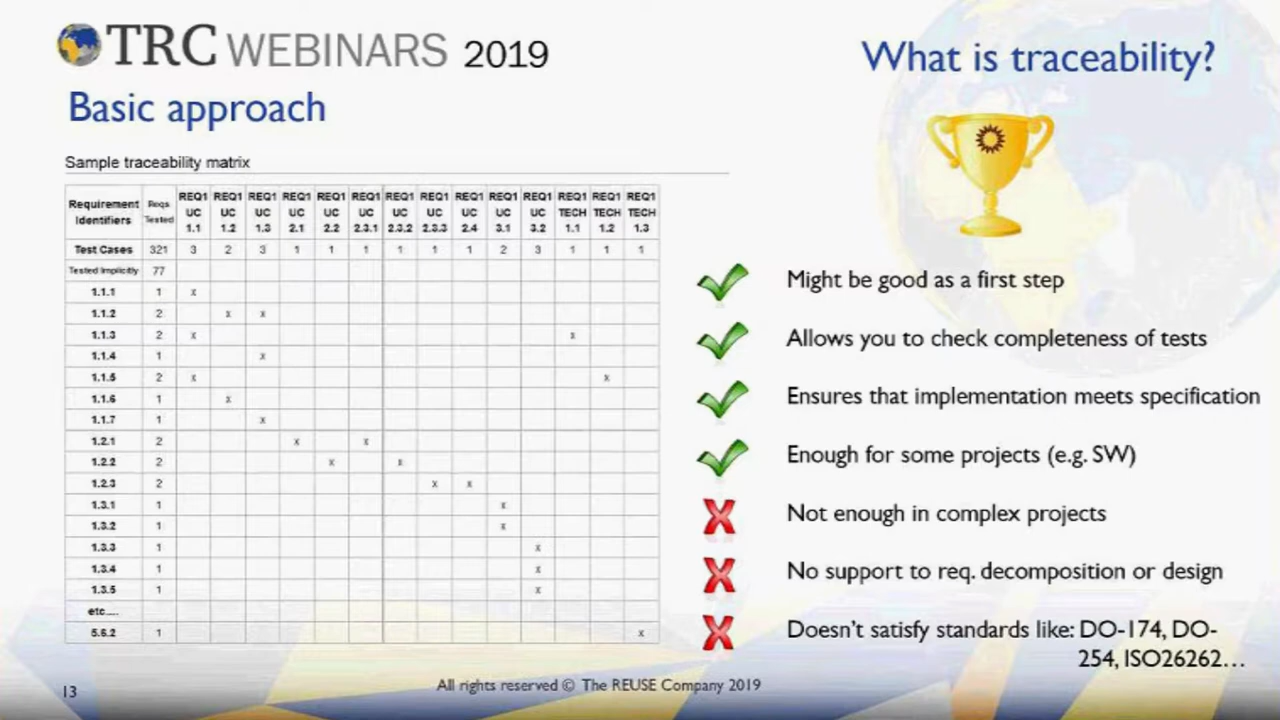 TRC WEBINARS 2019
What is traceability?
Basic approach
Sample traceability matrix
Requirement Identifiers Reqs Tested REQ1 UC 1.1 REQ1 UC 1.2 REQ1 UC 1.3 REQ1 UC 2.1 REQ1 UC 2.2 REQ1 UC 2.3.1 REQ1 UC 2.3.2 REQ1 UC 2.3.3 REQ1 UC 2.4 REQ1 UC 3.1 REQ1 UC 3.2 REQ1 TECH 1.1 REQ1 TECH 1.2 REQ1 TECH 1.3
Test Cases 321 3 2 3 1 1 1 1 1 1 2 3 1 1 1
Tested Implicitly 77
1.1.1 1 x
1.1.2 2 x x
1.1.3 2 x x
1.1.4 1 x
1.1.5 2 x x
1.1.6 1 x
1.1.7 1 x
1.2.1 2 x x
1.2.2 2 x x
1.2.3 2 x x
1.3.1 1 x
1.3.2 1 x
1.3.3 1 x
1.3.4 1 x
1.3.5 1 x
etc....
5.6.2 1 x
Might be good as a first step
Allows you to check completeness of tests
Ensures that implementation meets specification
Enough for some projects (e.g. SW)
Not enough in complex projects
No support to req. decomposition or design
Doesn't satisfy standards like: DO-174, DO-
254, ISO26262...
13
All rights reserved © The REUSE Company 2019